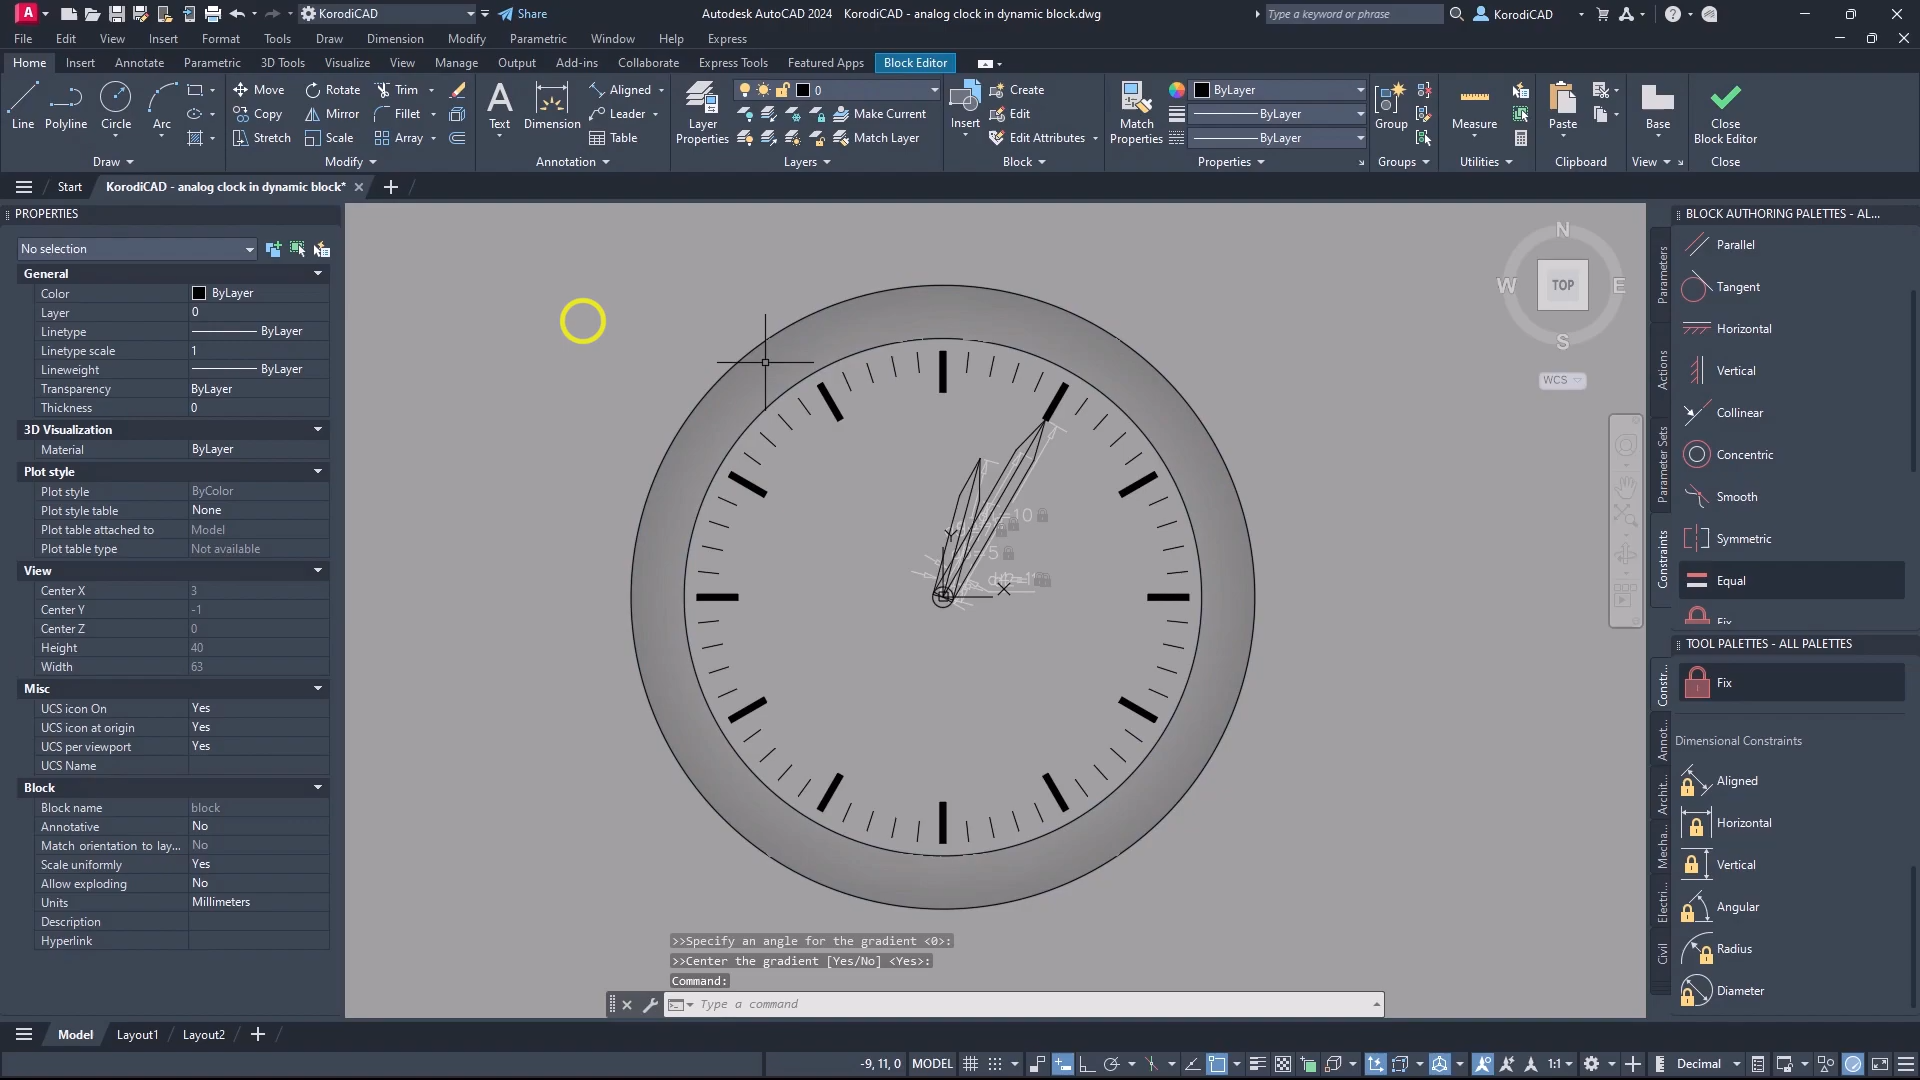 KorodiCAD
Share
Autodesk AutoCAD 2024 KorodiCAD - analog clock in dynamic block.dwg
Type a keyword or phrase
KorodiCAD
File Edit View Insert Format Tools Draw Dimension Modify Parametric Window Help Express
Home Insert Annotate Parametric 3D Tools Visualize View Manage Output Add-ins Collaborate Express Tools Featured Apps Block Editor
Line Polyline Circle Arc
Move Rotate Trim
Copy Mirror Fillet
Stretch Scale Array
Text Dimension
Aligned
Leader
Table
Layer
Properties
0
Make Current
Match Layer
Insert
Create
Edit
Edit Attributes
Match
Properties
ByLayer
ByLayer
ByLayer
Group
Measure
Paste
Base
Close
Block Editor
Draw Modify Annotation Layers Block Properties Groups Utilities Clipboard View Close
Start KorodiCAD - analog clock in dynamic block*
PROPERTIES
No selection
General
Color ByLayer
Layer 0
Linetype ByLayer
Linetype scale 1
Lineweight ByLayer
Transparency ByLayer
Thickness 0
3D Visualization
Material ByLayer
Plot style
Plot style ByColor
Plot style table None
Plot table attached to Model
Plot table type Not available
View
Center X 3
Center Y -1
Center Z 0
Height 40
Width 63
Misc
UCS icon On Yes
UCS icon at origin Yes
UCS per viewport Yes
UCS Name
Block
Block name block
Annotative No
Match orientation to lay... No
Scale uniformly Yes
Allow exploding No
Units Millimeters
Description
Hyperlink
N
W TOP E
S
WCS
Y
X
>>Specify an angle for the gradient <0>:
>>Center the gradient [Yes/No] <Yes>:
Command:
Type a command
BLOCK AUTHORING PALETTES - AL...
Parameters
Actions
Parameter Sets
Constraints
Parallel
Tangent
Horizontal
Vertical
Collinear
Concentric
Smooth
Symmetric
Equal
Fix
TOOL PALETTES - ALL PALETTES
Constr...
Annot...
Archit...
Mecha...
Electri...
Civil
Fix
Dimensional Constraints
Aligned
Horizontal
Vertical
Angular
Radius
Diameter
Model Layout1 Layout2
-9, 11, 0 MODEL
1:1
Decimal